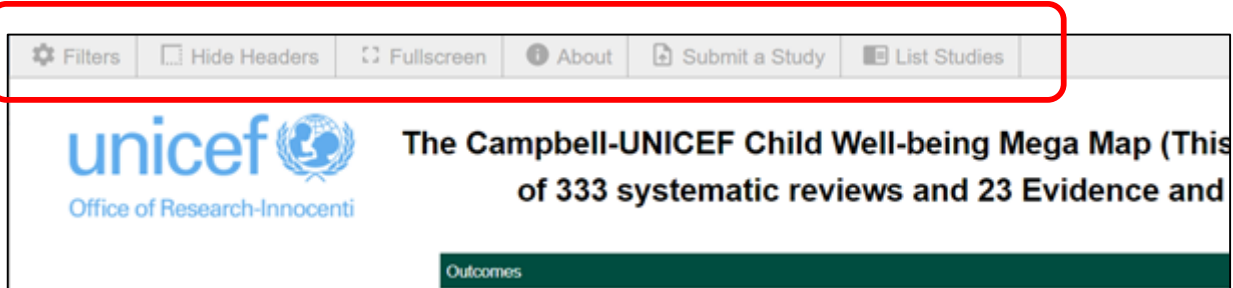 Filters Hide Headers Fullscreen About Submit a Study List Studies
unicef
Office of Research-Innocenti
The Campbell-UNICEF Child Well-being Mega Map (This
of 333 systematic reviews and 23 Evidence and
Outcomes